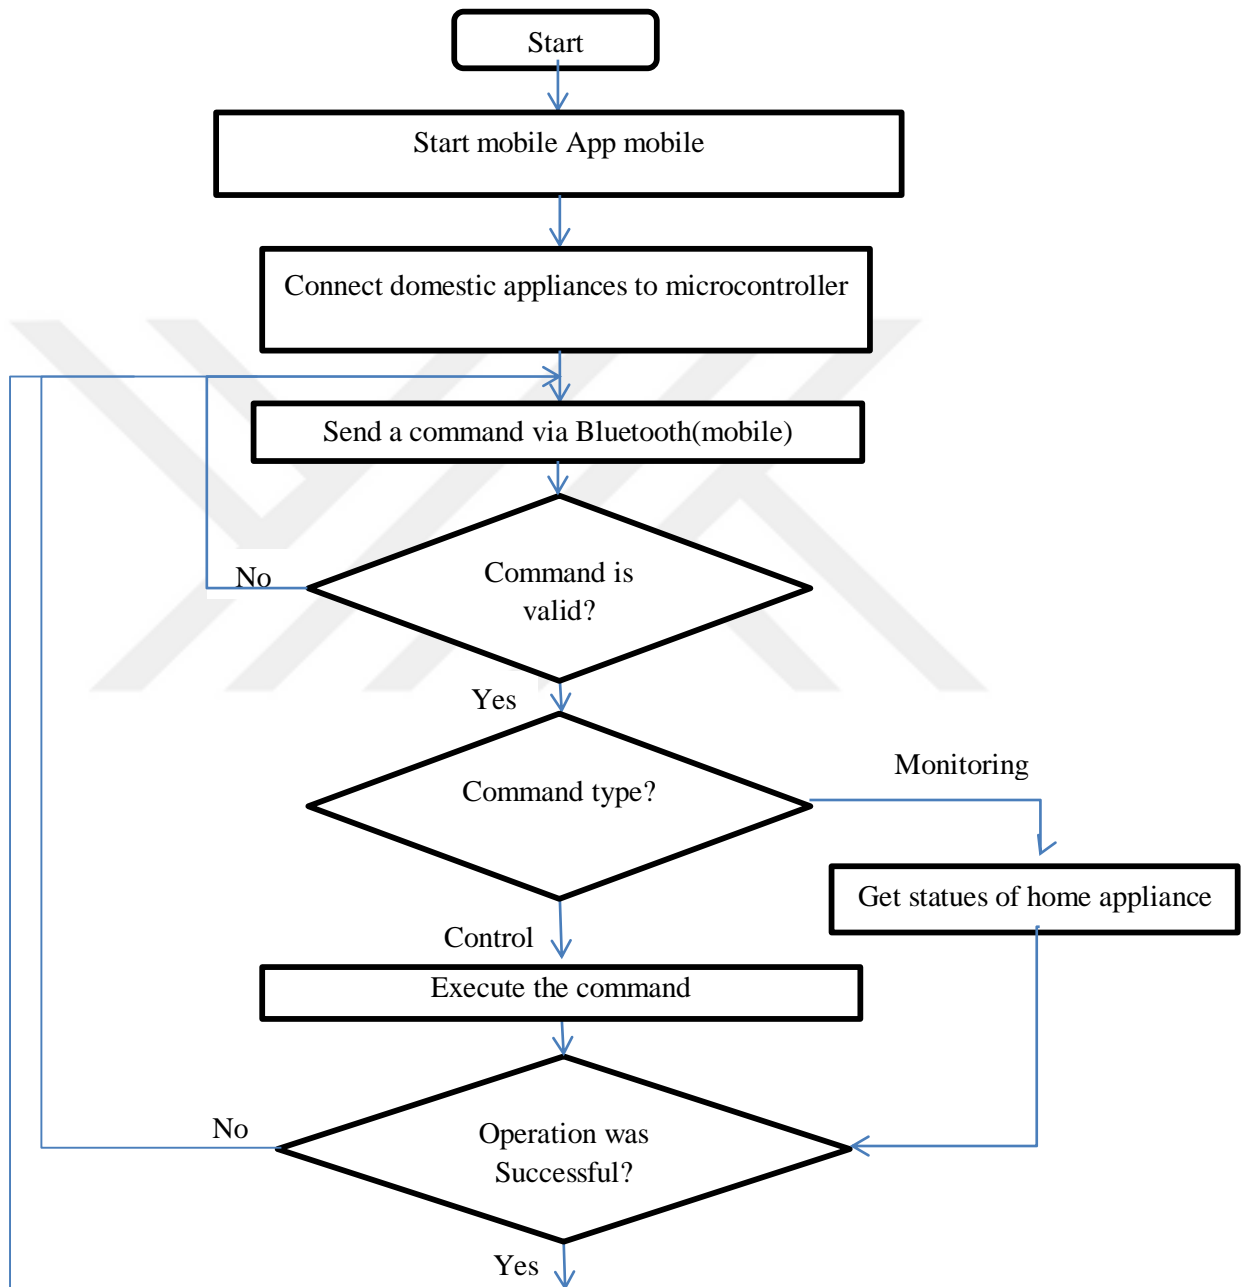 Start
Start mobile App mobile
Connect domestic appliances to microcontroller
Send a command via Bluetooth(mobile)
Command is
valid?
No
Yes
Command type?
Monitoring
Get statues of home appliance
Control
Execute the command
Operation was
Successful?
No
Yes